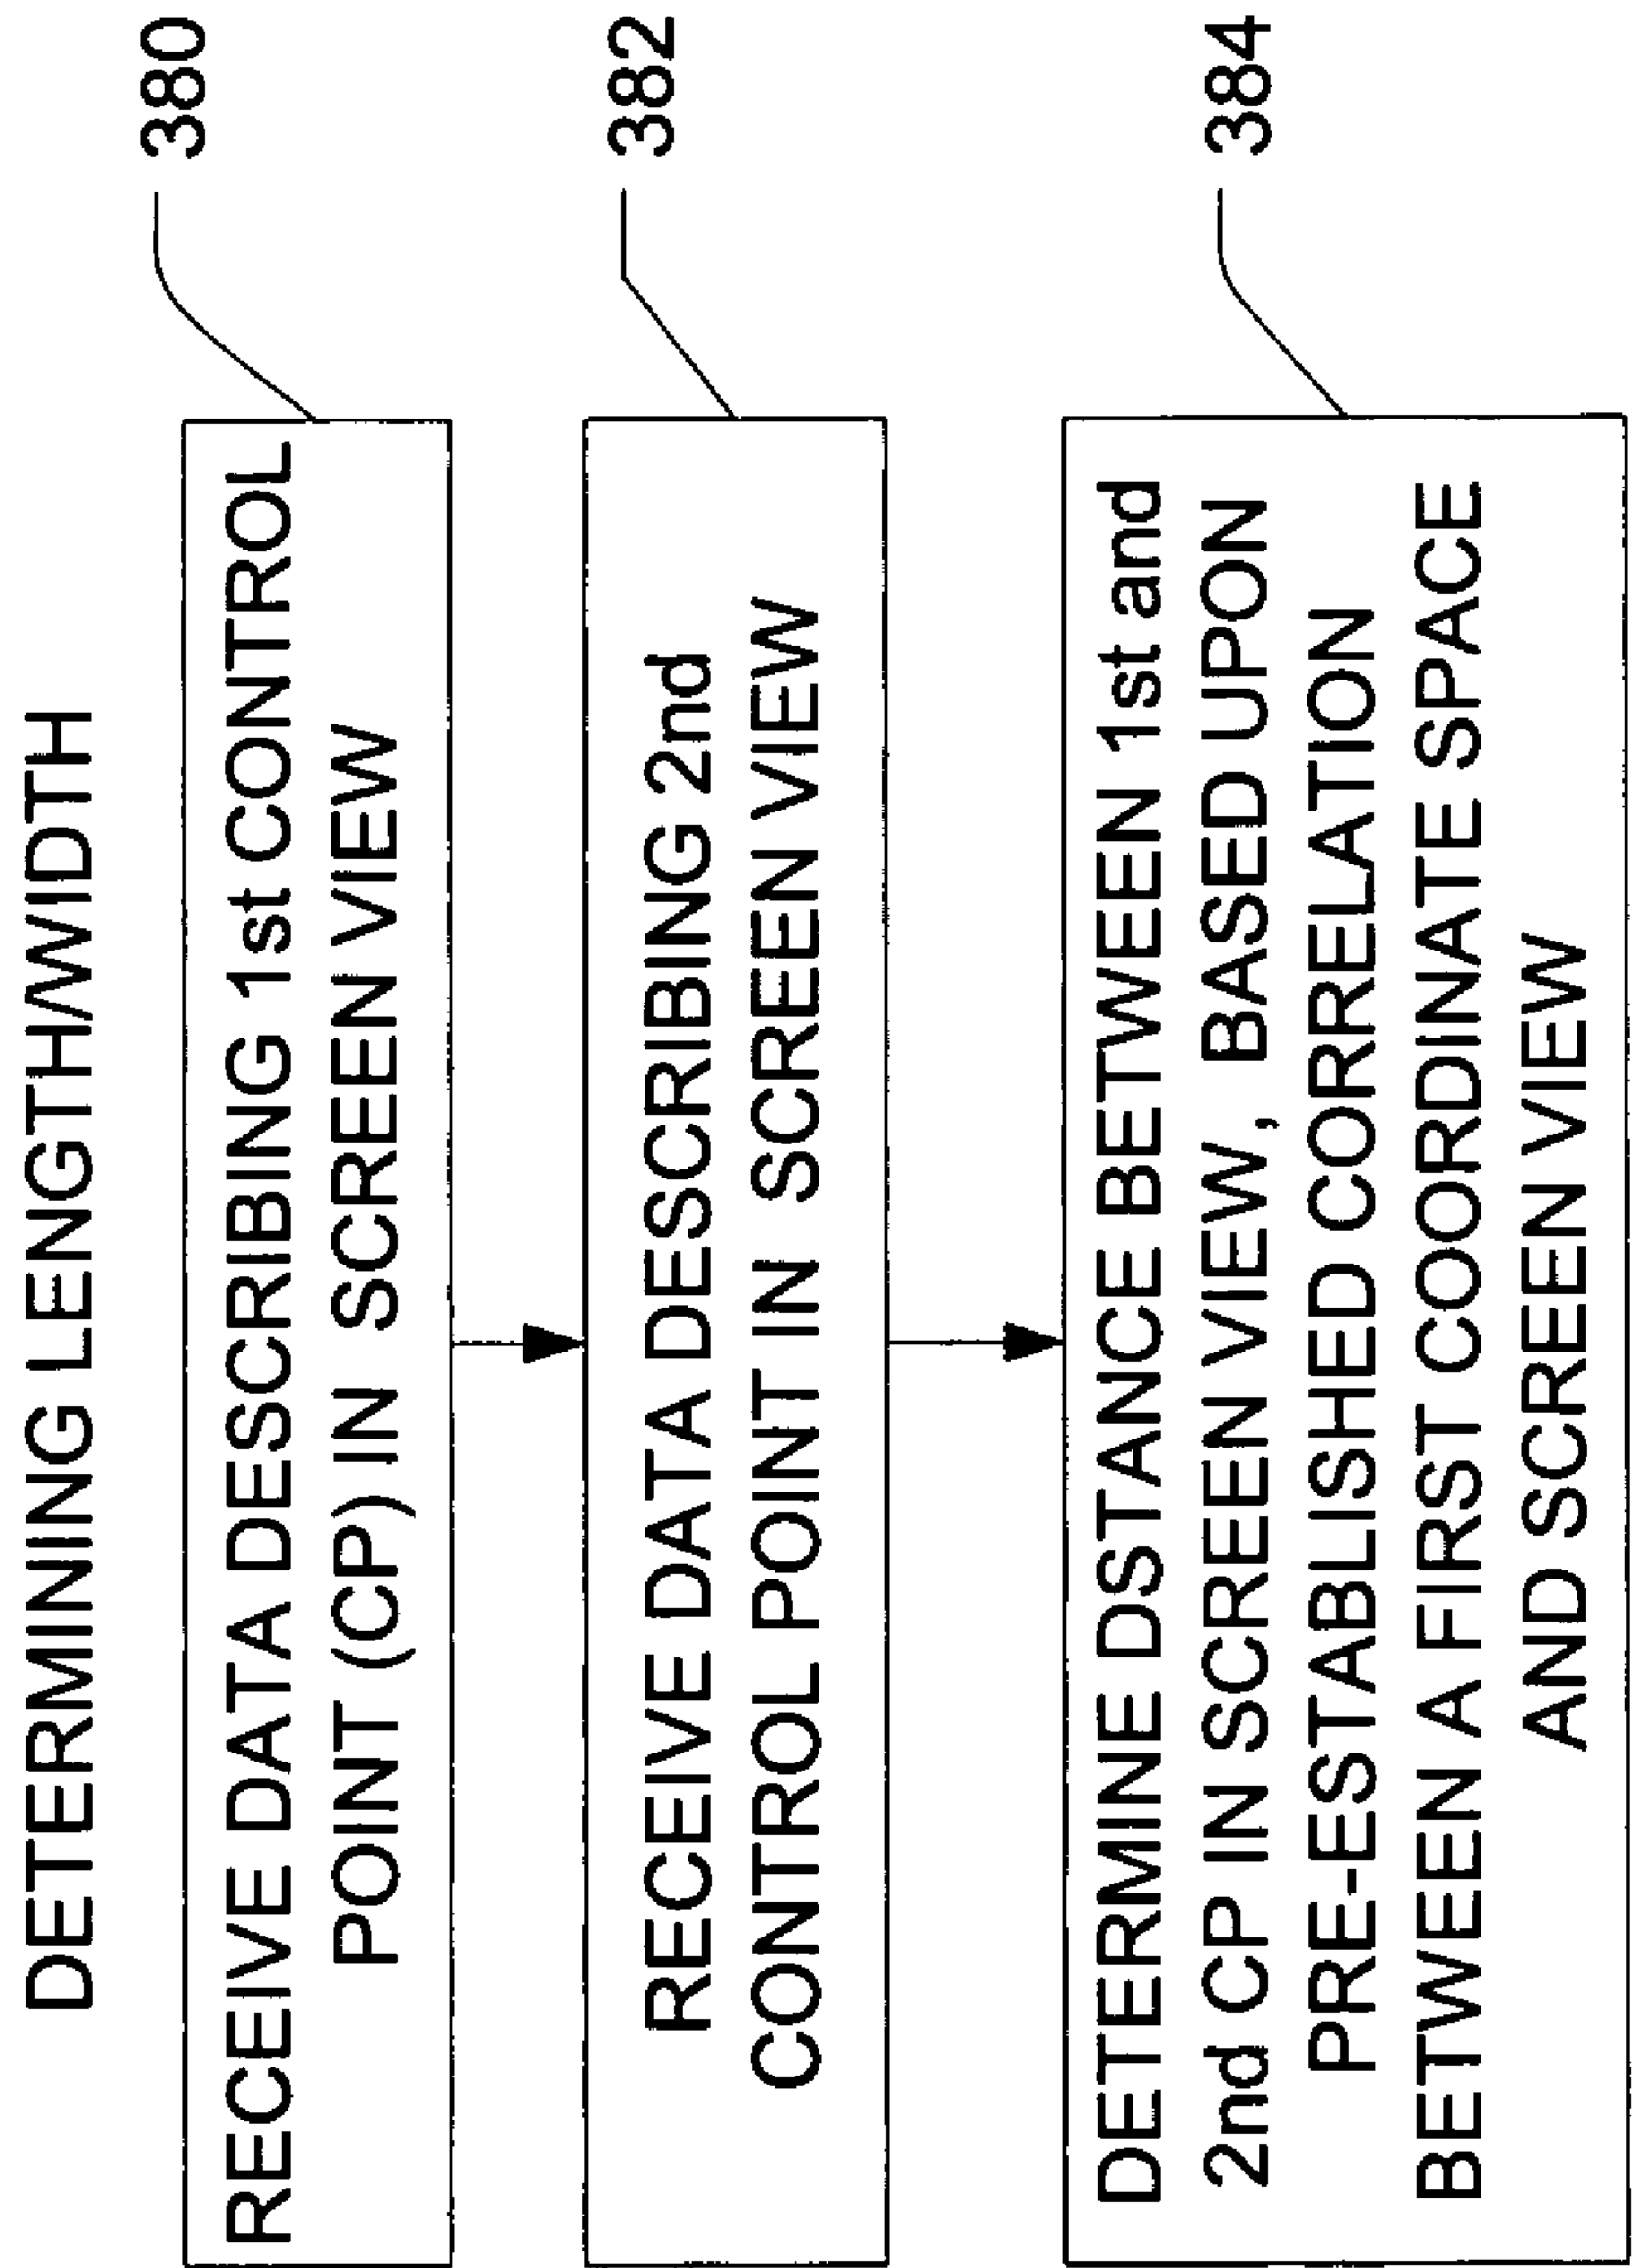 DETERMINING LENGTH/WIDTH
RECEIVE DATA DESCRIBING 1st CONTROL
POINT (CP) IN SCREEN VIEW
380
RECEIVE DATA DESCRIBING 2nd
CONTROL POINT IN SCREEN VIEW
382
DETERMINE DSTANCE BETWEEN 1st and
2nd CP IN SCREEN VIEW, BASED UPON
PRE-ESTABLISHED CORRELATION
BETWEEN A FIRST COORDINATE SPACE
AND SCREEN VIEW
384